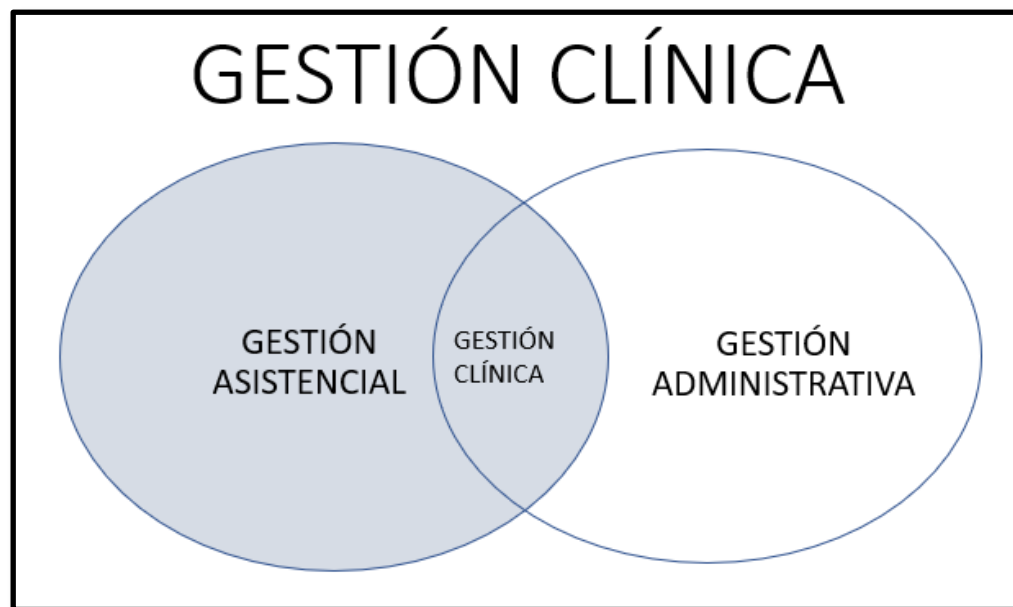 GESTIÓN CLÍNICA
GESTIÓN
ASISTENCIAL
GESTIÓN
CLÍNICA
GESTIÓN
ADMINISTRATIVA